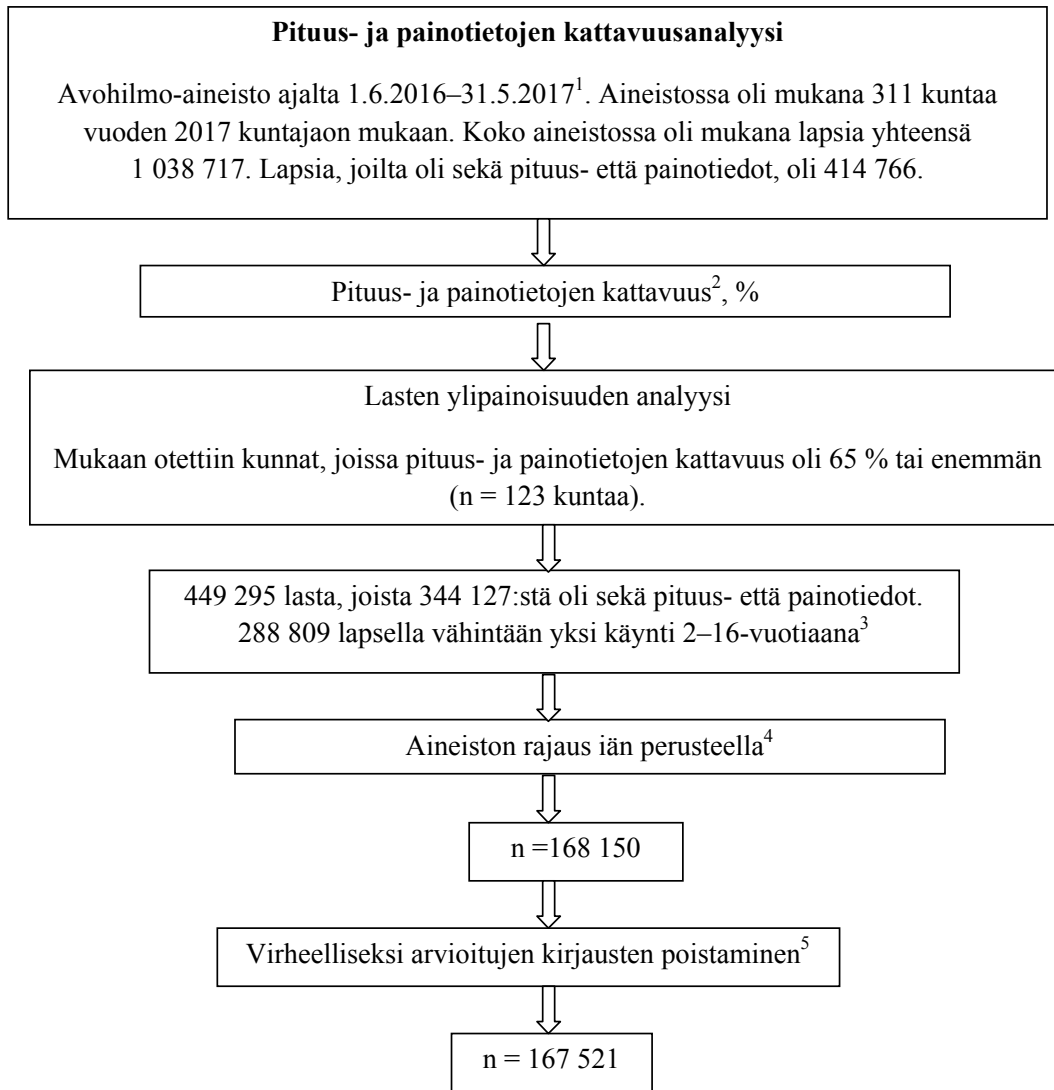 Pituus- ja painotietojen kattavuusanalyysi
Avohilmo-aineisto ajalta 1.6.2016–31.5.2017¹. Aineistossa oli mukana 311 kuntaa
vuoden 2017 kuntajaon mukaan. Koko aineistossa oli mukana lapsia yhteensä
1 038 717. Lapsia, joilta oli sekä pituus- että painotiedot, oli 414 766.
Pituus- ja painotietojen kattavuus², %
Lasten ylipainoisuuden analyysi
Mukaan otettiin kunnat, joissa pituus- ja painotietojen kattavuus oli 65 % tai enemmän
(n = 123 kuntaa).
449 295 lasta, joista 344 127:stä oli sekä pituus- että painotiedot.
288 809 lapsella vähintään yksi käynti 2–16-vuotiaana³
Aineiston rajaus iän perusteella⁴
n =168 150
Virheelliseksi arvioitujen kirjausten poistaminen⁵
n = 167 521